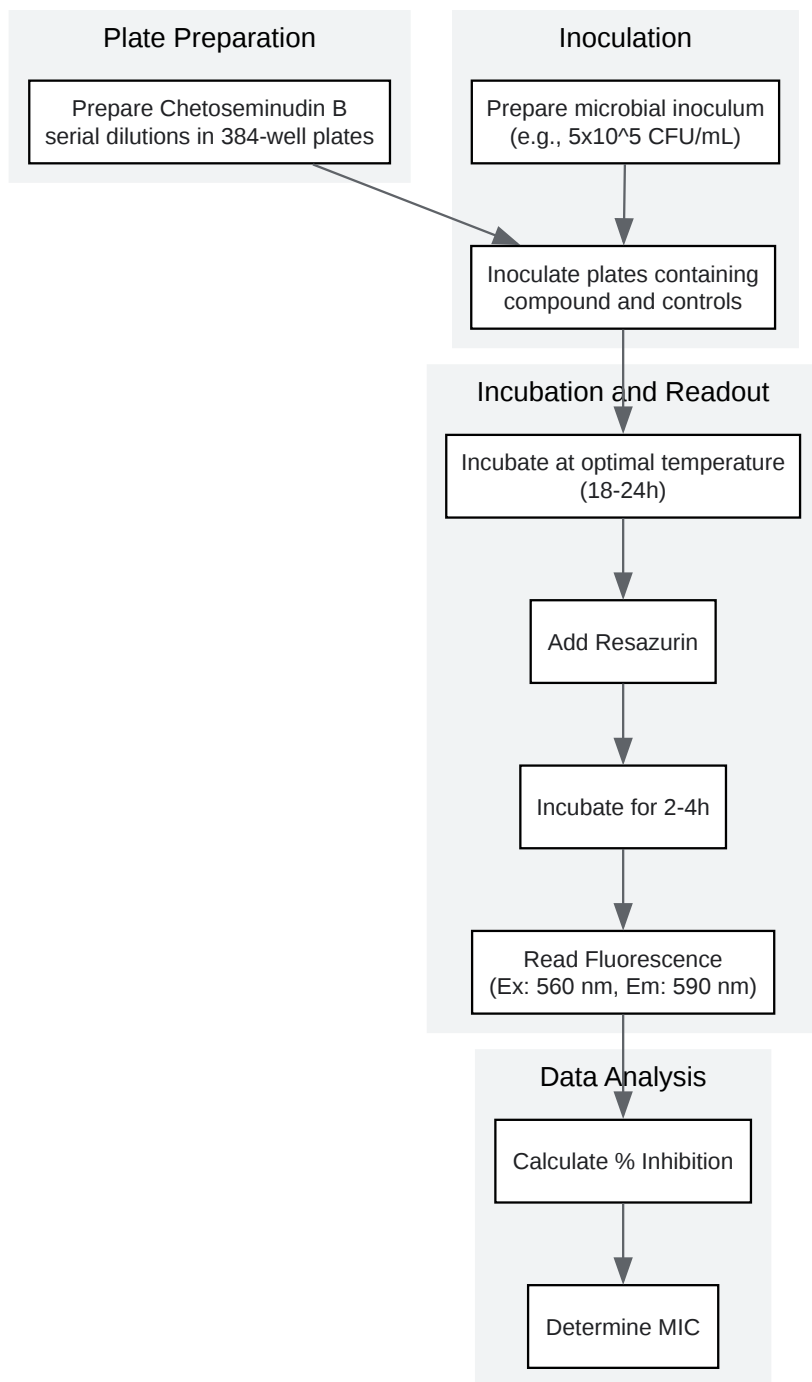 Plate Preparation
Prepare Chetoseminudin B
serial dilutions in 384-well plates
Inoculation
Prepare microbial inoculum
(e.g., 5x10^5 CFU/mL)
Inoculate plates containing
compound and controls
Incubation and Readout
Incubate at optimal temperature
(18-24h)
Add Resazurin
Incubate for 2-4h
Read Fluorescence
(Ex: 560 nm, Em: 590 nm)
Data Analysis
Calculate % Inhibition
Determine MIC